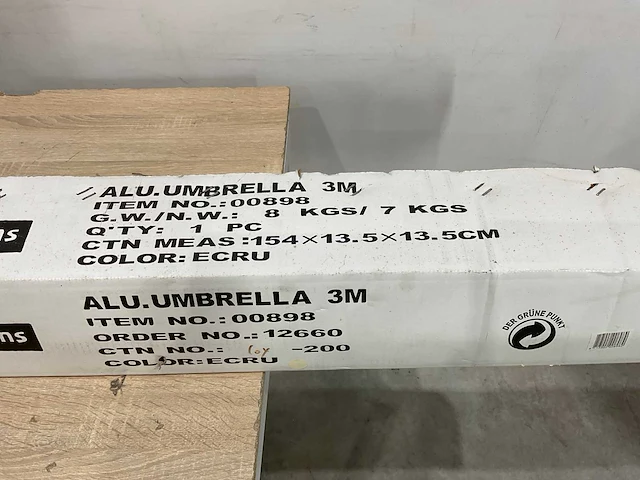 ALU.UMBRELLA 3M
ITEM NO.:00898
G.W./N.W.: 8 KGS/ 7 KGS
Q'TY: 1 PC
CTN MEAS:154×13.5×13.5CM
COLOR:ECRU
ns
ALU.UMBRELLA 3M
ITEM NO.:00898
ORDER NO.:12660
CTN NO.: -200
COLOR:ECRU
ns
DER GRÜNE PUNKT